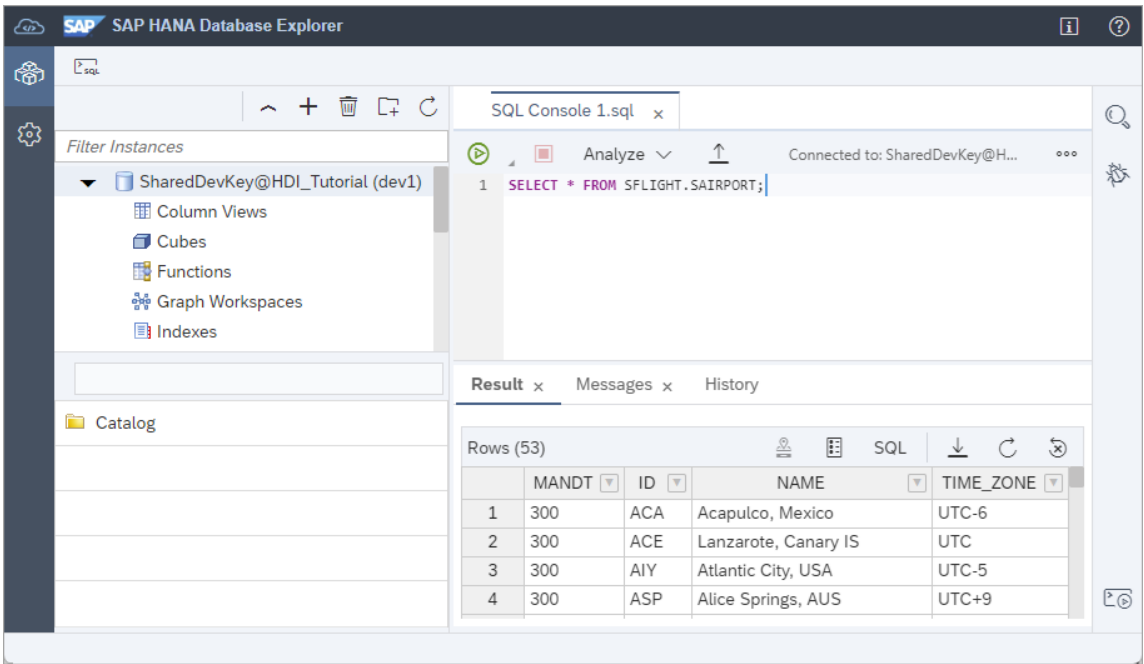 SAP SAP HANA Database Explorer
SQL
SQL Console 1.sql
Filter Instances
Analyze Connected to: SharedDevKey@H...
SharedDevKey@HDI_Tutorial (dev1)
1 SELECT * FROM SFLIGHT.SAIRPORT;
Column Views
Cubes
Functions
Graph Workspaces
Indexes
Result Messages History
Catalog
Rows (53) SQL
MANDT ID NAME TIME_ZONE
1 300 ACA Acapulco, Mexico UTC-6
2 300 ACE Lanzarote, Canary IS UTC
3 300 AIY Atlantic City, USA UTC-5
4 300 ASP Alice Springs, AUS UTC+9